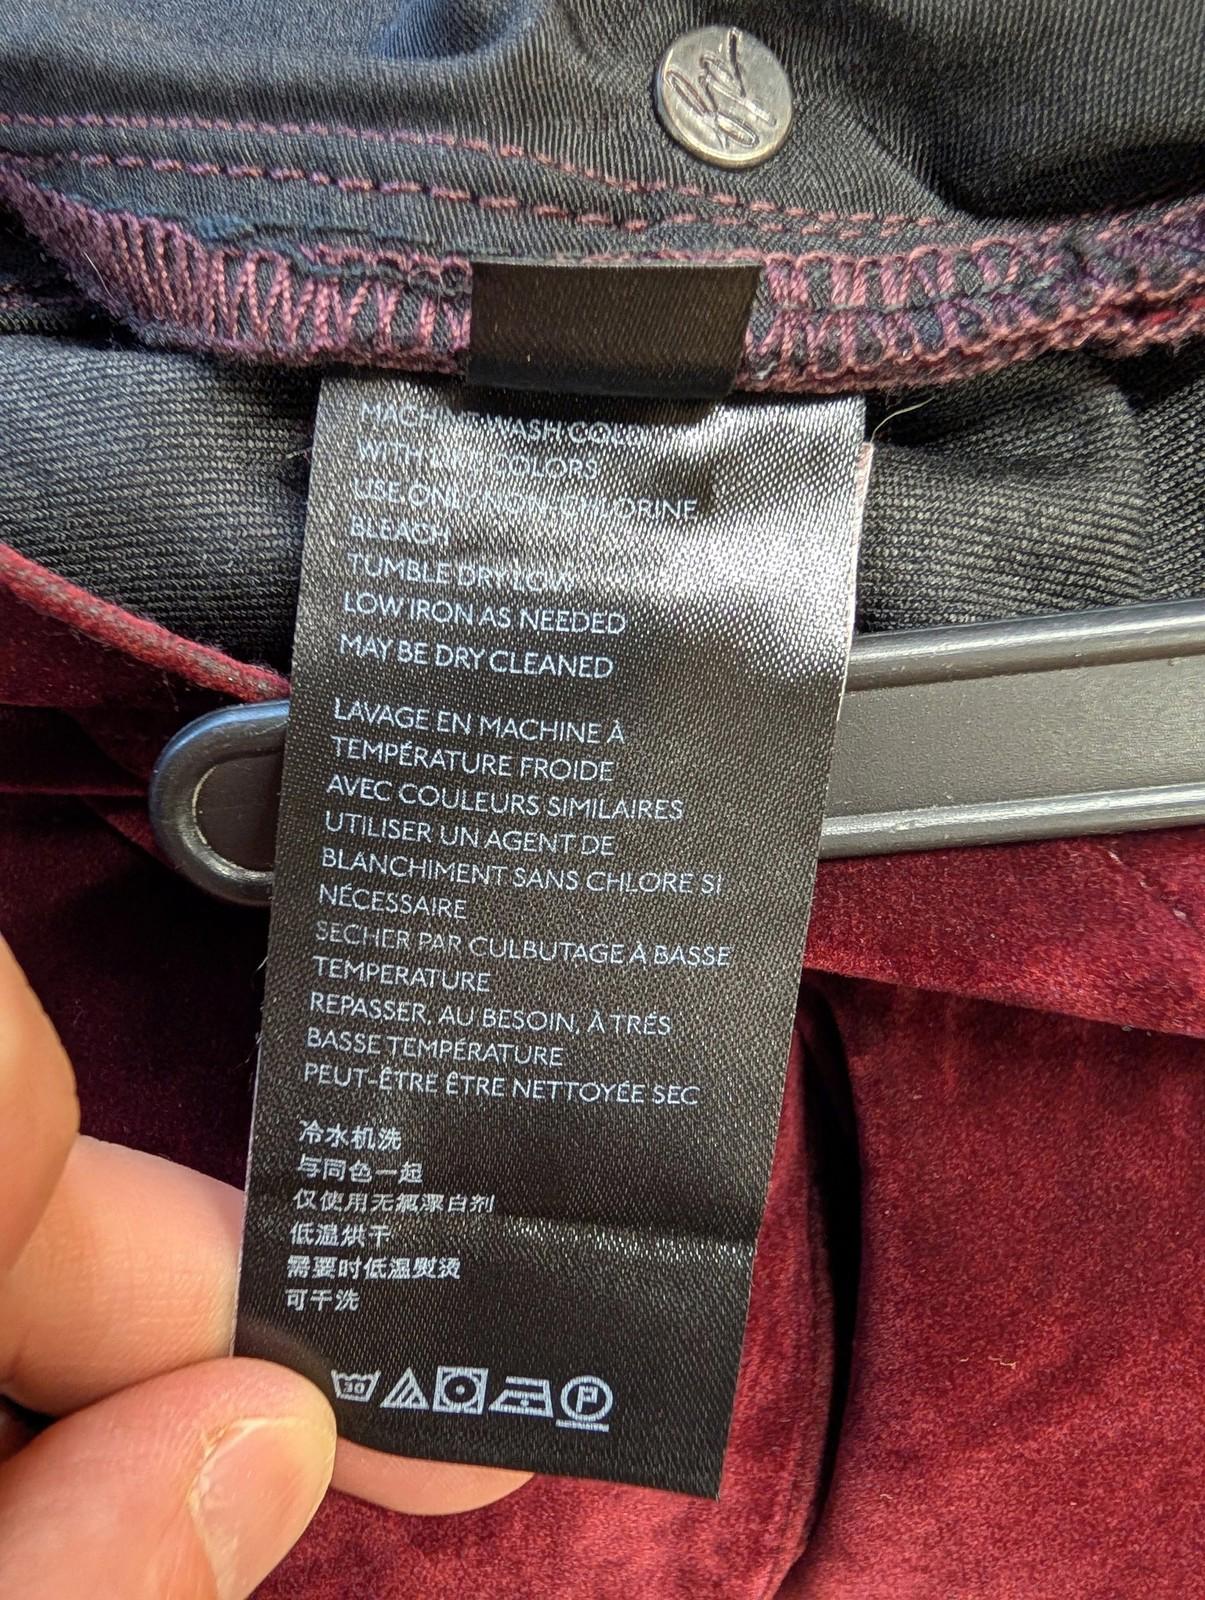 MACHINE WASH COLD
WITH LIKE COLORS
USE ONLY NON-CHLORINE
BLEACH
TUMBLE DRY LOW
LOW IRON AS NEEDED
MAY BE DRY CLEANED
LAVAGE EN MACHINE À
TEMPÉRATURE FROIDE
AVEC COULEURS SIMILAIRES
UTILISER UN AGENT DE
BLANCHIMENT SANS CHLORE SI
NÉCESSAIRE
SECHER PAR CULBUTAGE À BASSE
TEMPERATURE
REPASSER, AU BESOIN, À TRÉS
BASSE TEMPÉRATURE
PEUT-ÊTRE ÊTRE NETTOYÉE SEC
冷水机洗
与同色一起
仅使用无氯漂白剂
低温烘干
需要时低温熨烫
可干洗
30 P